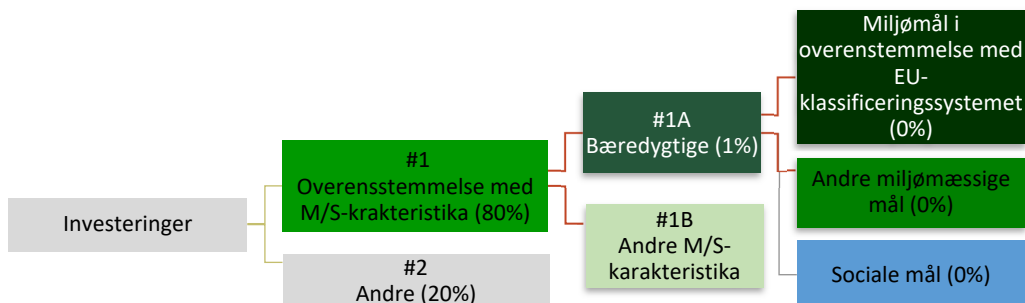 Investeringer
#1
Overensstemmelse med
M/S-krakteristika (80%)
#2
Andre (20%)
#1A
Bæredygtige (1%)
#1B
Andre M/S-
karakteristika
Miljømål i
overenstemmelse med
EU-
klassificeringssystemet
(0%)
Andre miljømæssige
mål (0%)
Sociale mål (0%)